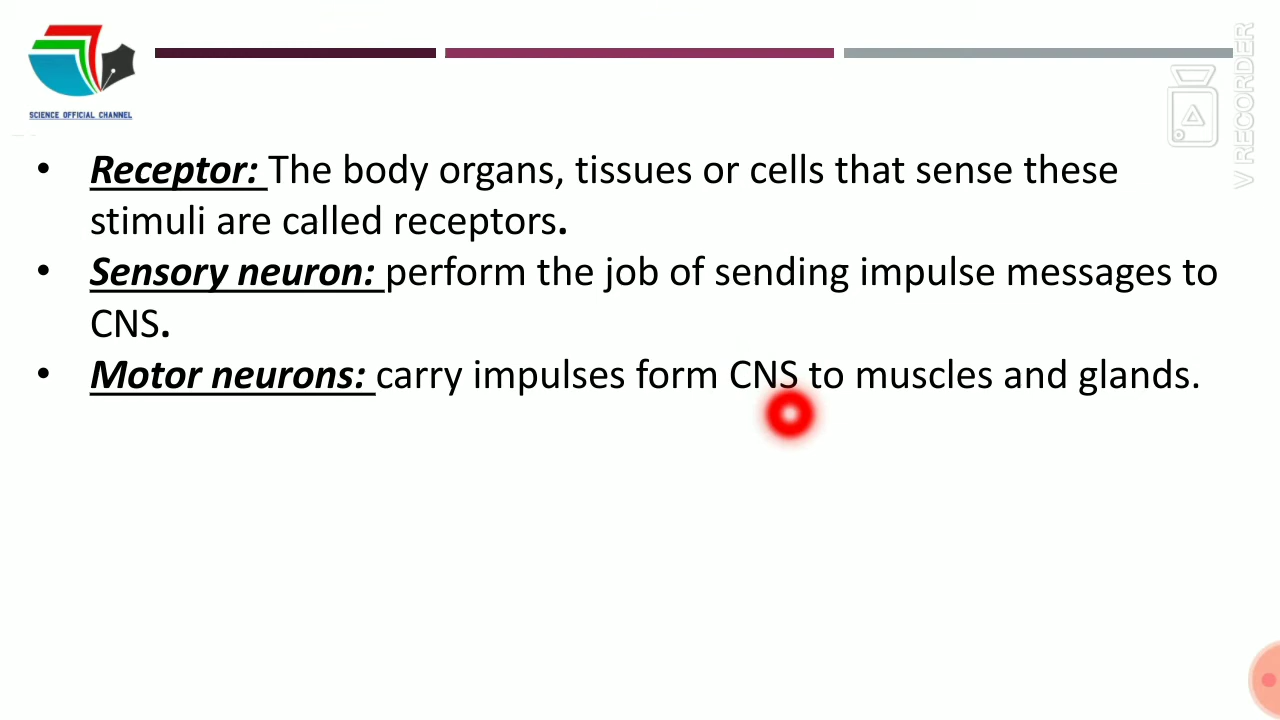 SCIENCE OFFICIAL CHANNEL
V RECORDER
• Receptor: The body organs, tissues or cells that sense these
stimuli are called receptors.
• Sensory neuron: perform the job of sending impulse messages to
CNS.
• Motor neurons: carry impulses form CNS to muscles and glands.